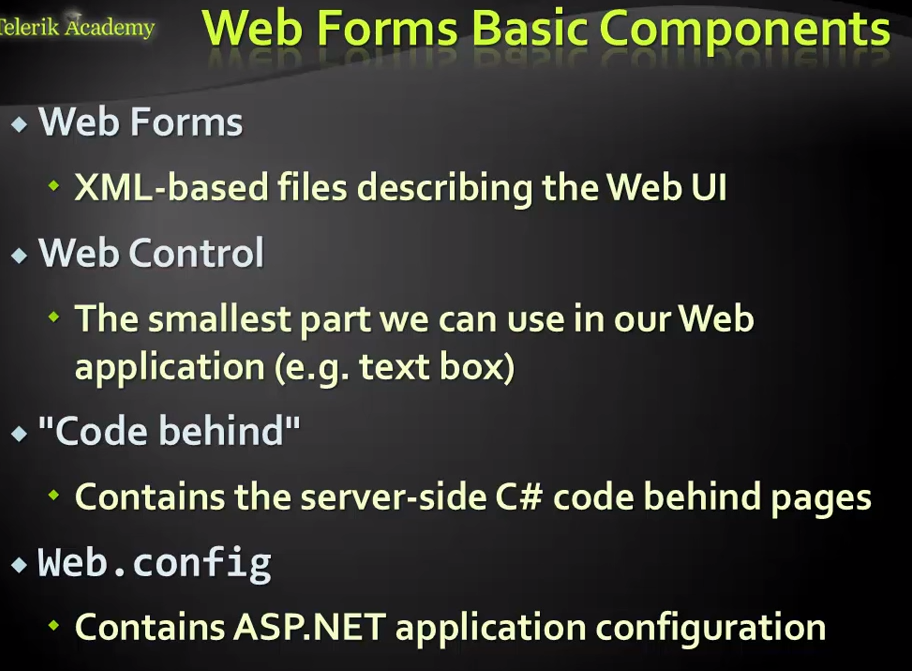 Telerik Academy
Web Forms Basic Components
Web Forms
XML-based files describing the Web UI
Web Control
The smallest part we can use in our Web
application (e.g. text box)
"Code behind"
Contains the server-side C# code behind pages
Web.config
Contains ASP.NET application configuration